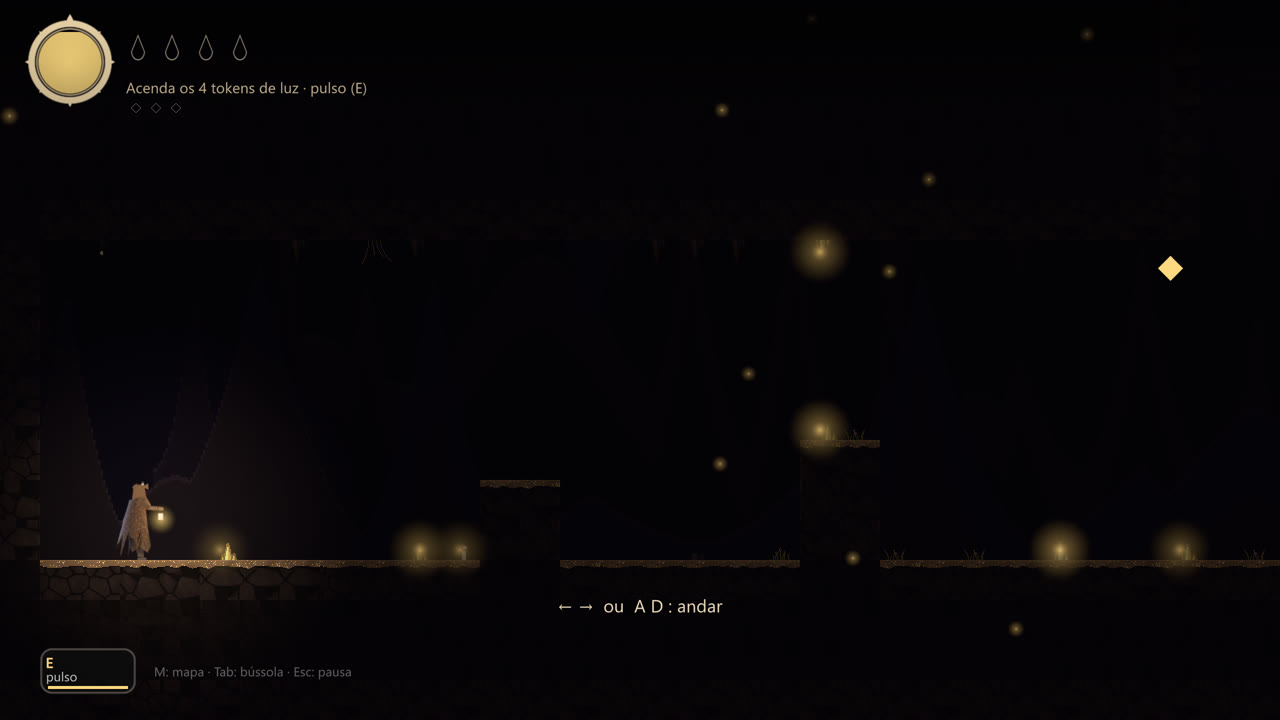 Acenda os 4 tokens de luz · pulso (E)
← → ou A D : andar
E
pulso
M: mapa · Tab: bússola · Esc: pausa